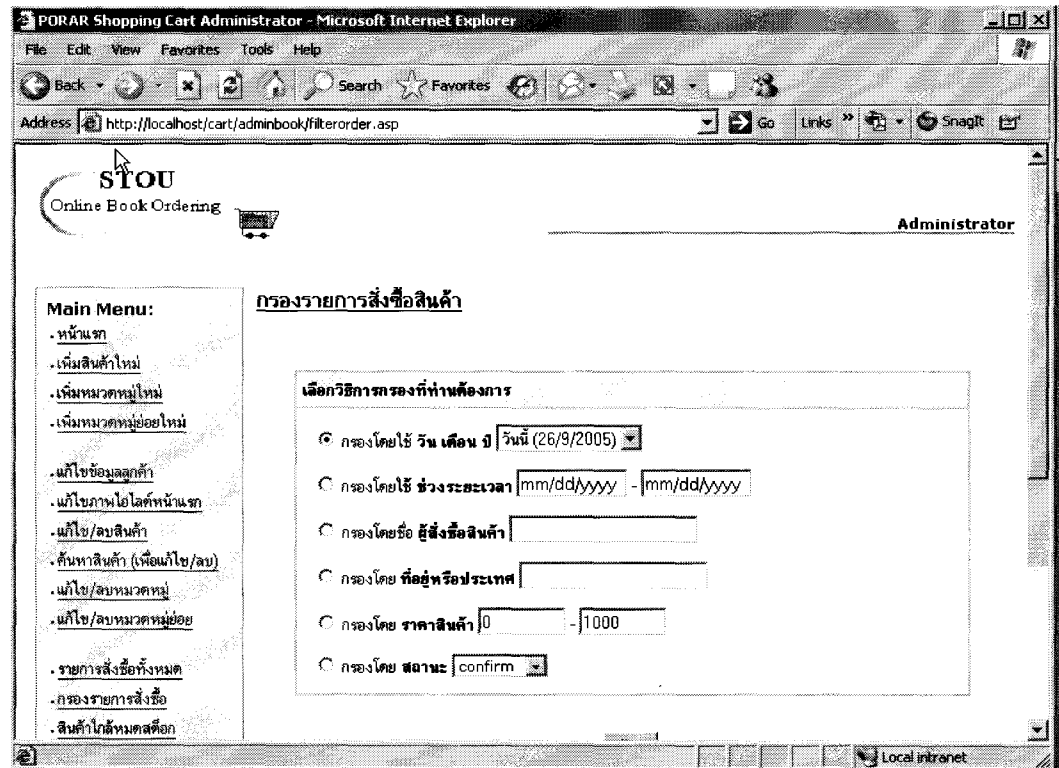 PORAR Shopping Cart Administrator - Microsoft Internet Explorer
File Edit View Favorites Tools Help
Back Search Favorites
Address http://localhost/cart/adminbook/filterorder.asp Go Links » SnagIt
STOU
Online Book Ordering
Administrator
Main Menu:
. หน้าแรก
. เพิ่มสินค้าใหม่
. เพิ่มหมวดหมู่ใหม่
. เพิ่มหมวดหมู่ย่อยใหม่
. แก้ไขข้อมูลลูกค้า
. แก้ไขภาพไฮไลต์หน้าแรก
. แก้ไข/ลบสินค้า
. ค้นหาสินค้า (เพื่อแก้ไข/ลบ)
. แก้ไข/ลบหมวดหมู่
. แก้ไข/ลบหมวดหมู่ย่อย
. รายการสั่งซื้อทั้งหมด
. กรองรายการสั่งซื้อ
. สินค้าใกล้หมดสต็อก
กรองรายการสั่งซื้อสินค้า
เลือกวิธีการกรองที่ท่านต้องการ
กรองโดยใช้ วัน เดือน ปี วันนี้ (26/9/2005)
กรองโดยใช้ ช่วงระยะเวลา mm/dd/yyyy - mm/dd/yyyy
กรองโดยชื่อ ผู้สั่งซื้อสินค้า
กรองโดย ที่อยู่หรือประเทศ
กรองโดย ราคาสินค้า 0 - 1000
กรองโดย สถานะ confirm
Local intranet